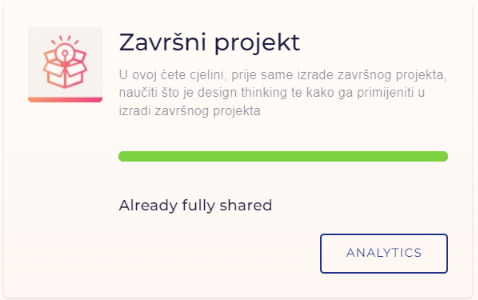 Završni projekt
U ovoj ćete cjelini, prije same izrade završnog projekta,
naučiti što je design thinking te kako ga primijeniti u
izradi završnog projekta
Already fully shared
ANALYTICS